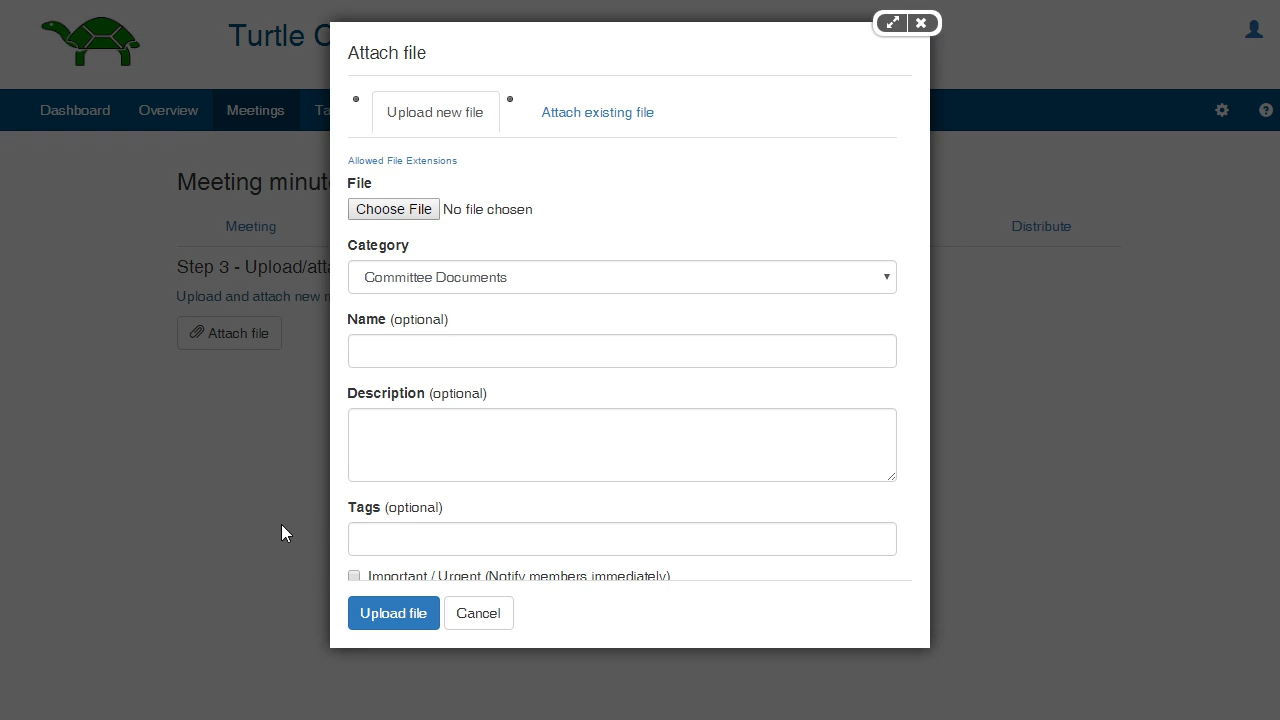 Turtle C
Dashboard Overview Meetings Ta
Meeting minut
Meeting Distribute
Step 3 - Upload/atta
Upload and attach new
Attach file
Attach file
Upload new file Attach existing file
Allowed File Extensions
File
Choose File No file chosen
Category
Committee Documents
Name (optional)
Description (optional)
Tags (optional)
Important / Urgent (Notify members immediately)
Upload file Cancel